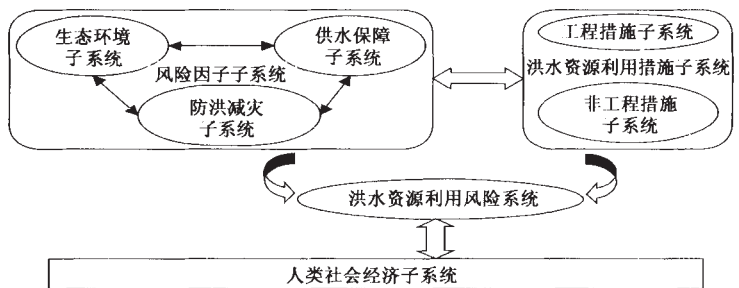 生态环境
子系统
供水保障
子系统
风险因子子系统
防洪减灾
子系统
工程措施子系统
洪水资源利用措施子系统
非工程措施
子系统
洪水资源利用风险系统
人类社会经济子系统